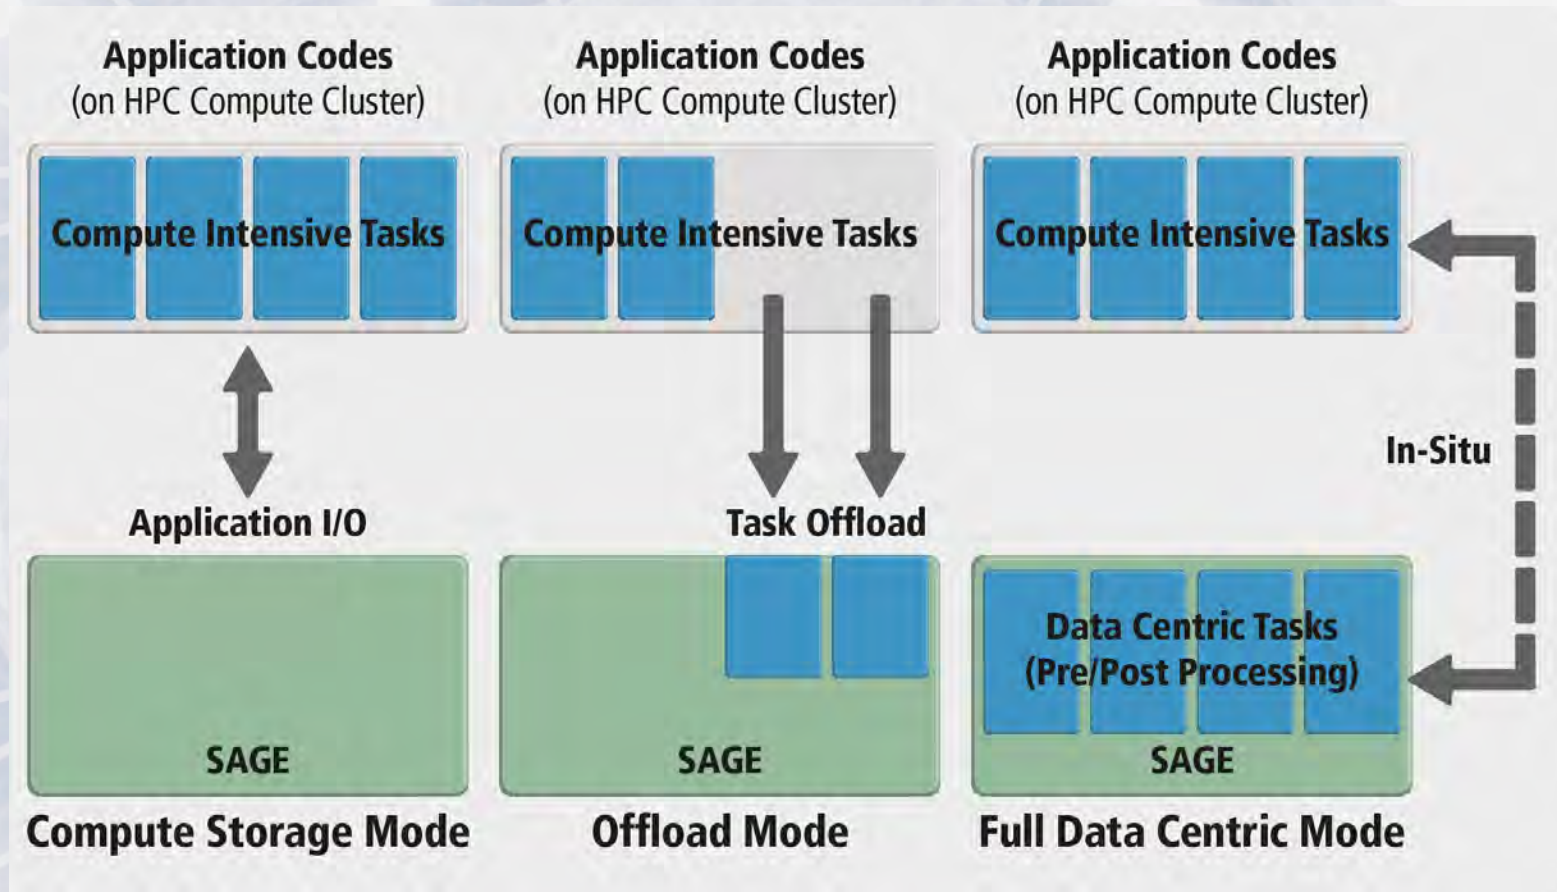 Application Codes
(on HPC Compute Cluster)
Compute Intensive Tasks
Application I/O
SAGE
Compute Storage Mode
Application Codes
(on HPC Compute Cluster)
Compute Intensive Tasks
Task Offload
SAGE
Offload Mode
Application Codes
(on HPC Compute Cluster)
Compute Intensive Tasks
In-Situ
Data Centric Tasks
(Pre/Post Processing)
SAGE
Full Data Centric Mode